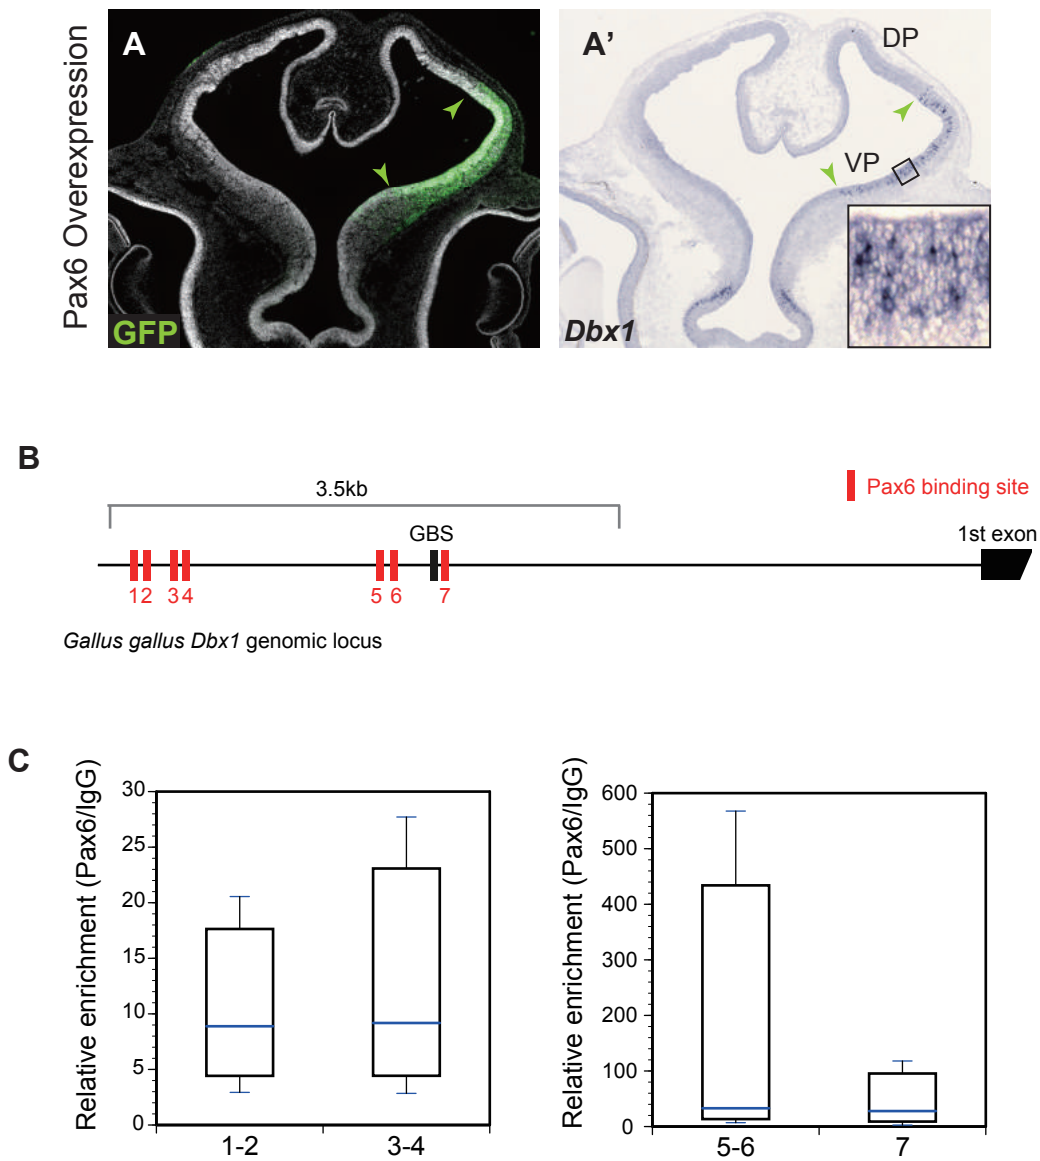 Pax6 Overexpression
A
GFP
A'
DP
VP
Dbx1
B
3.5kb
Pax6 binding site
GBS
1st exon
1 2 3 4 5 6 7
Gallus gallus Dbx1 genomic locus
C
Relative enrichment (Pax6/IgG)
30
25
20
15
10
5
0
1-2 3-4
Relative enrichment (Pax6/IgG)
600
500
400
300
200
100
0
5-6 7